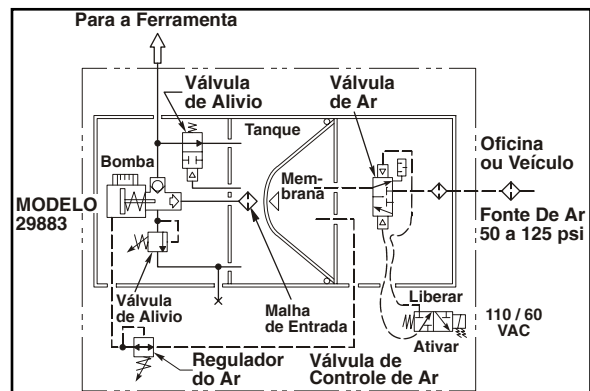 Para a Ferramenta
Válvula
de Alivio
Tanque
Válvula
de Ar
Oficina
ou Veículo
Bomba
Mem-
brana
MODELO
29883
Fonte De Ar
50 a 125 psi
Válvula
de Alivio
Malha
de Entrada
Liberar
110 / 60
VAC
Ativar
Regulador
do Ar
Válvula de
Controle de Ar